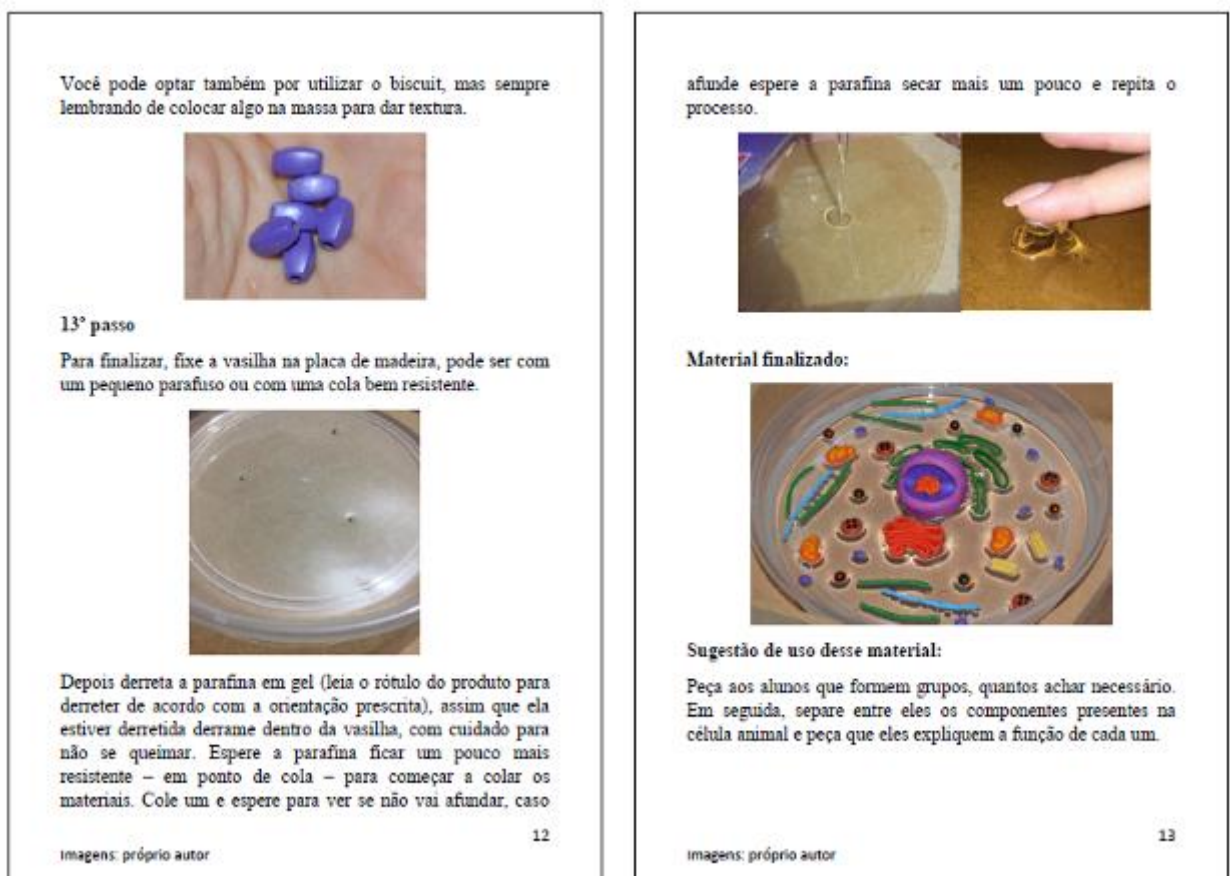 Você pode optar também por utilizar o biscuit, mas sempre
lembrando de colocar algo na massa para dar textura.
13º passo
Para finalizar, fixe a vasilha na placa de madeira, pode ser com
um pequeno parafuso ou com uma cola bem resistente.
Depois derreta a parafina em gel (leia o rótulo do produto para
derreter de acordo com a orientação prescrita), assim que ela
estiver derretida derrame dentro da vasilha, com cuidado para
não se queimar. Espere a parafina ficar um pouco mais
resistente – em ponto de cola – para começar a colar os
materiais. Cole um e espere para ver se não vai afundar, caso
12
Imagens: próprio autor
afunde espere a parafina secar mais um pouco e repita o
processo.
Material finalizado:
Sugestão de uso desse material:
Peça aos alunos que formem grupos, quantos achar necessário.
Em seguida, separe entre eles os componentes presentes na
célula animal e peça que eles expliquem a função de cada um.
13
Imagens: próprio autor